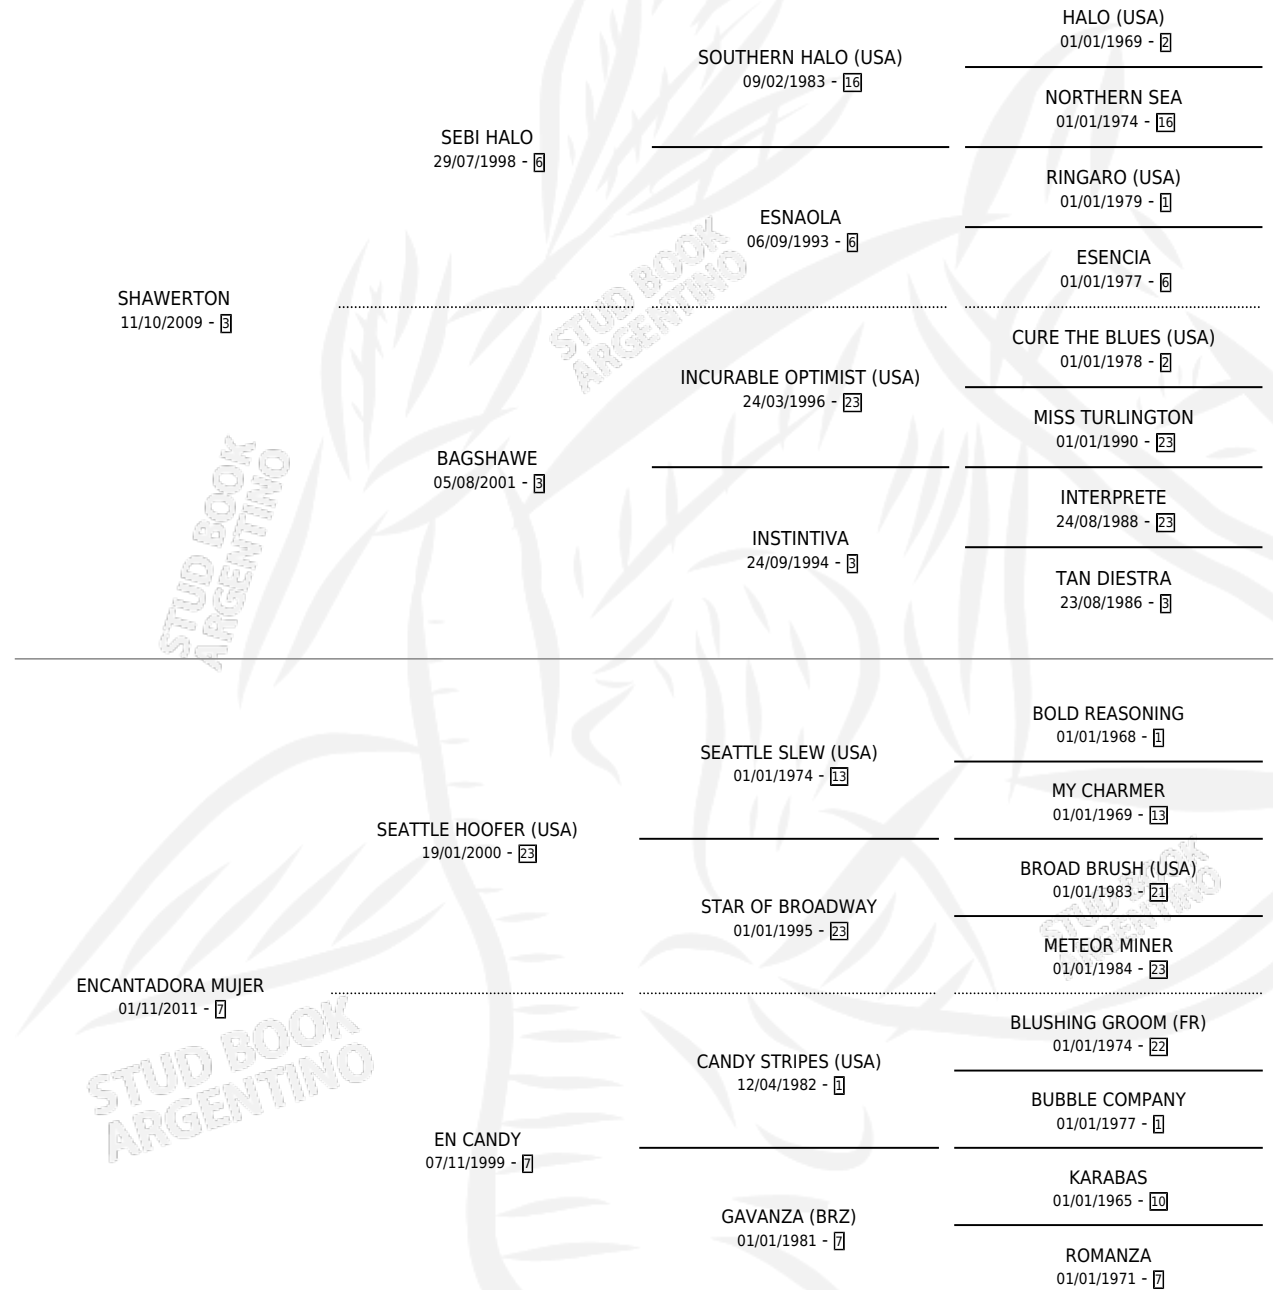 HALO (USA)
01/01/1969 - 2
SOUTHERN HALO (USA)
09/02/1983 - 16
NORTHERN SEA
01/01/1974 - 16
SEBI HALO
29/07/1998 - 6
RINGARO (USA)
01/01/1979 - 1
ESNAOLA
06/09/1993 - 6
ESENCIA
01/01/1977 - 6
SHAWERTON
11/10/2009 - 3
STUD BOOK
ARGENTINO
CURE THE BLUES (USA)
01/01/1978 - 2
INCURABLE OPTIMIST (USA)
24/03/1996 - 23
MISS TURLINGTON
01/01/1990 - 23
BAGSHAWE
05/08/2001 - 3
INTERPRETE
24/08/1988 - 23
INSTINTIVA
24/09/1994 - 3
TAN DIESTRA
23/08/1986 - 3
STUD BOOK
ARGENTINO
BOLD REASONING
01/01/1968 - 1
SEATTLE SLEW (USA)
01/01/1974 - 13
MY CHARMER
01/01/1969 - 13
SEATTLE HOOFER (USA)
19/01/2000 - 23
BROAD BRUSH (USA)
01/01/1983 - 21
STAR OF BROADWAY
01/01/1995 - 23
METEOR MINER
01/01/1984 - 23
STUD BOOK
ARGENTINO
ENCANTADORA MUJER
01/11/2011 - 7
BLUSHING GROOM (FR)
01/01/1974 - 22
CANDY STRIPES (USA)
12/04/1982 - 1
BUBBLE COMPANY
01/01/1977 - 1
EN CANDY
07/11/1999 - 7
KARABAS
01/01/1965 - 10
GAVANZA (BRZ)
01/01/1981 - 7
ROMANZA
01/01/1971 - 7
STUD BOOK
ARGENTINO